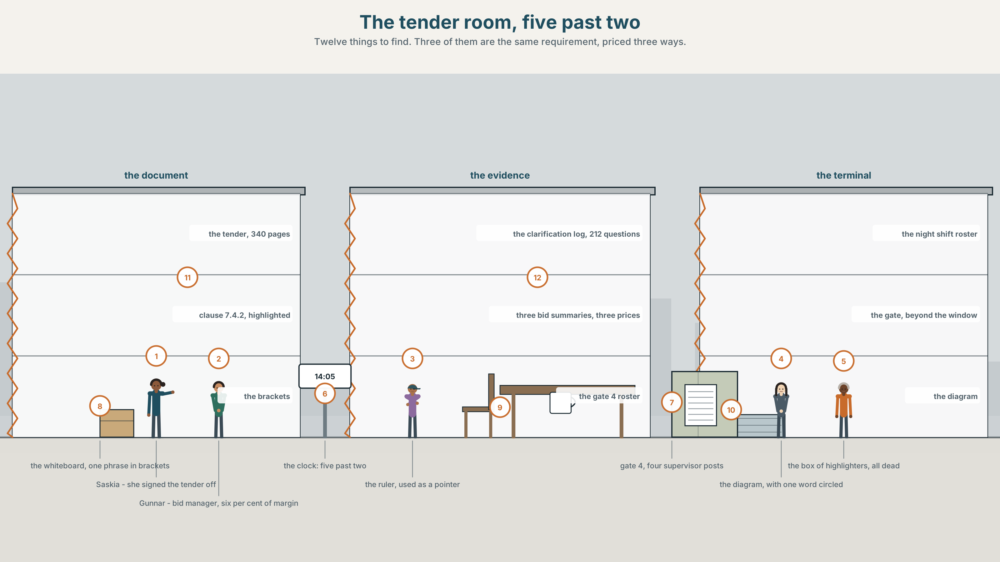 The tender room, five past two
Twelve things to find. Three of them are the same requirement, priced three ways.
the document
the evidence
the terminal
the tender, 340 pages
the clarification log, 212 questions
the night shift roster
11
12
clause 7.4.2, highlighted
three bid summaries, three prices
the gate, beyond the window
1
2
3
4
5
14:05
6
the brackets
the gate 4 roster
the diagram
7
8
9
10
the whiteboard, one phrase in brackets
the clock: five past two
gate 4, four supervisor posts
the box of highlighters, all dead
Saskia - she signed the tender off
the ruler, used as a pointer
the diagram, with one word circled
Gunnar - bid manager, six per cent of margin